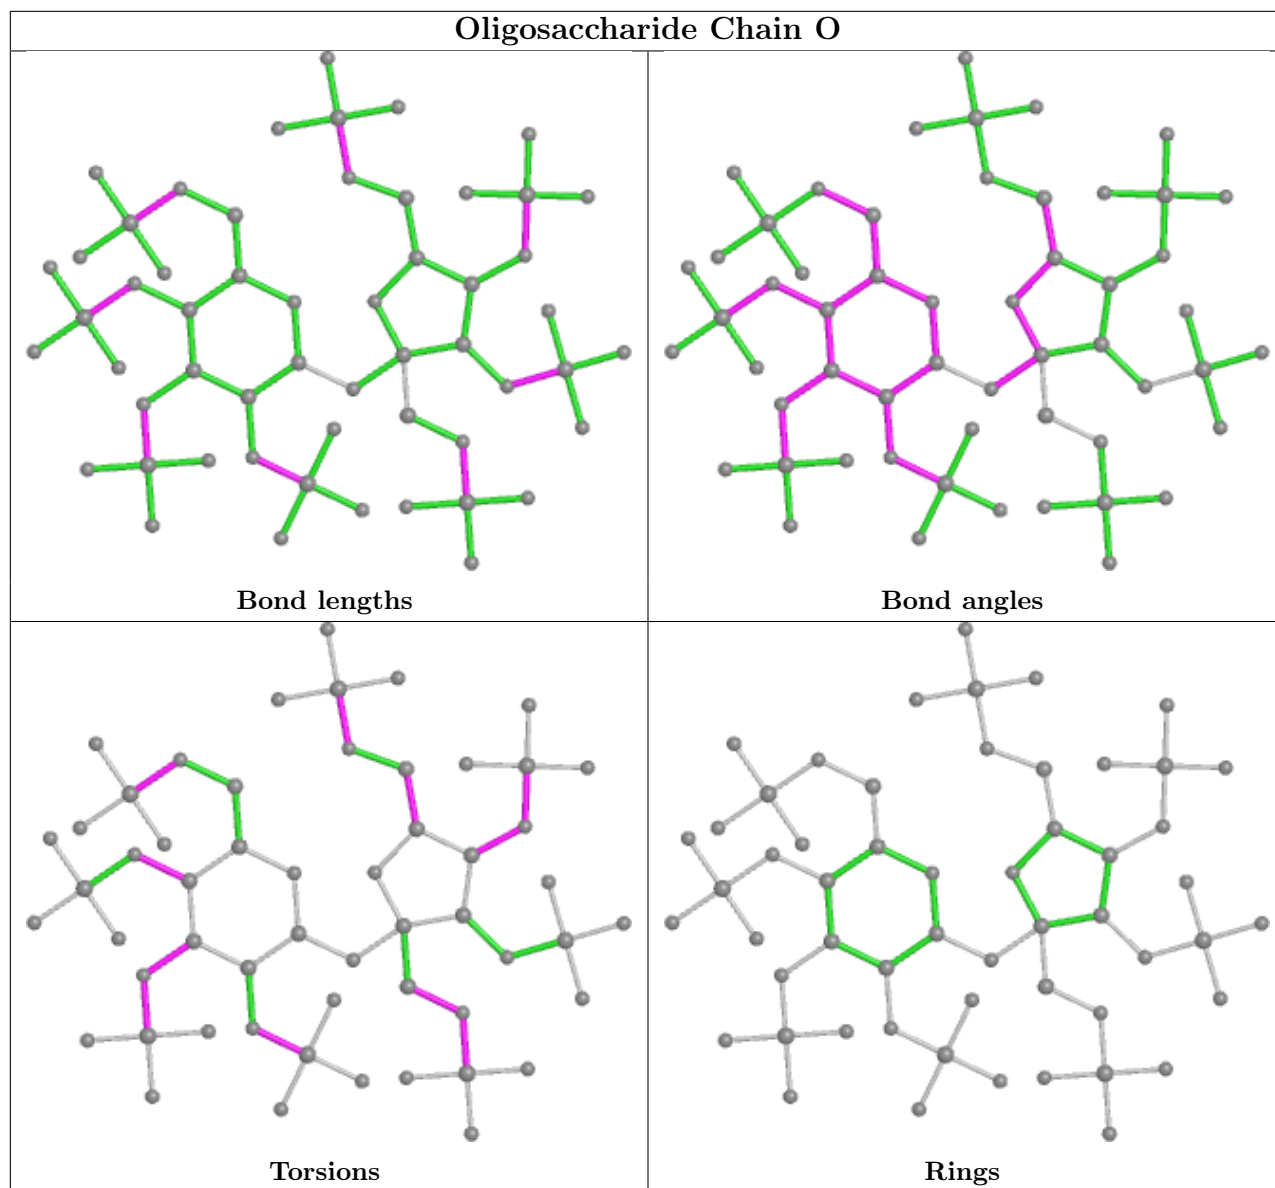 Oligosaccharide Chain O
Bond lengths
Bond angles
Torsions
Rings